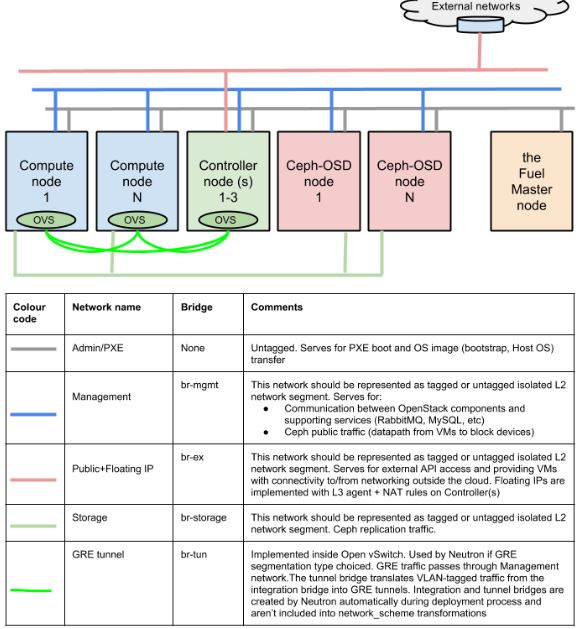 External networks
Compute
node
1
OVS
Compute
node
N
Controller
node (s)
1-3
OVS
Ceph-OSD
node
1
Ceph-OSD
node
N
the
Fuel
Master
node
Colour
code
Network name
Bridge
Comments
Admin/PXE
None
Untagged. Serves for PXE boot and OS image (bootstrap, Host OS)
transfer
Management
br-mgmt
This network should be represented as tagged or untagged isolated L2
network segment. Serves for:
● Communication between OpenStack components and
supporting services (RabbitMQ, MySQL, etc)
● Ceph public traffic (datapath from VMs to block devices)
Public+Floating IP
br-ex
This network should be represented as tagged or untagged isolated L2
network segment. Serves for external API access and providing VMs
with connectivity to/from networking outside the cloud. Floating IPs are
implemented with L3 agent + NAT rules on Controller(s)
Storage
br-storage
This network should be represented as tagged or untagged isolated L2
network segment. Ceph replication traffic.
GRE tunnel
br-tun
Implemented inside Open vSwitch. Used by Neutron if GRE
segmentation type choiced. GRE traffic passes through Management
network.The tunnel bridge translates VLAN-tagged traffic from the
integration bridge into GRE tunnels. Integration and tunnel bridges are
created by Neutron automatically during deployment process and
aren't included into network_scheme transformations